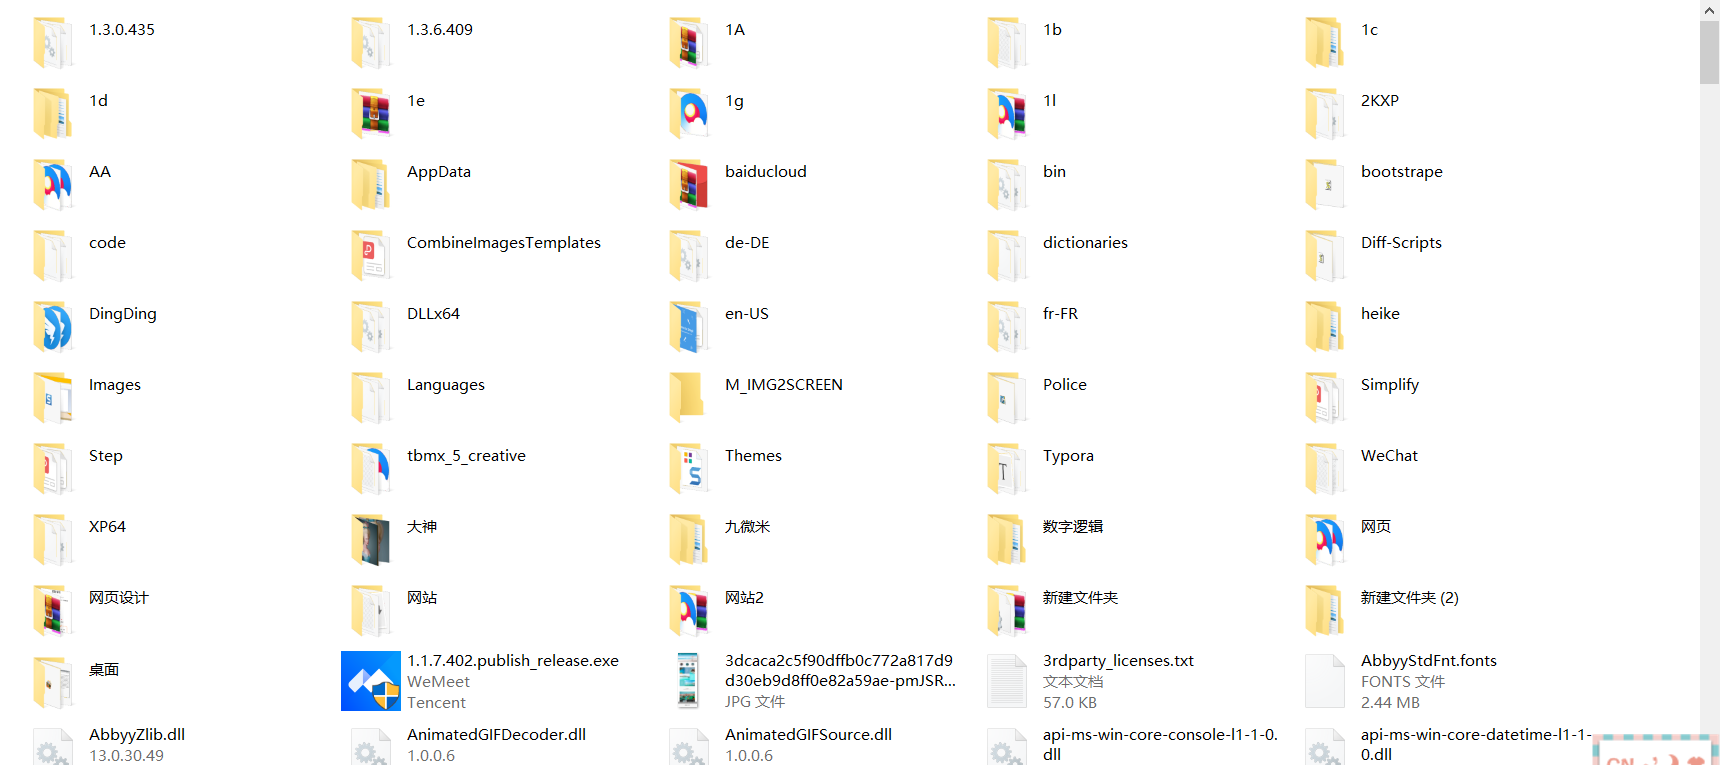 1.3.0.435
1.3.6.409
1A
1b
1c
1d
1e
1g
1l
2KXP
AA
AppData
baiducloud
bin
bootstrape
code
CombineImagesTemplates
de-DE
dictionaries
Diff-Scripts
DingDing
DLLx64
en-US
fr-FR
heike
Images
Languages
M_IMG2SCREEN
Police
Simplify
Step
tbmx_5_creative
Themes
Typora
WeChat
XP64
大神
九微米
数字逻辑
网页
网页设计
网站
网站2
新建文件夹
新建文件夹 (2)
桌面
1.1.7.402.publish_release.exe
WeMeet
Tencent
3dcaca2c5f90dffb0c772a817d9
d30eb9d8ff0e82a59ae-pmJSR...
JPG 文件
3rdparty_licenses.txt
文本文档
57.0 KB
AbbyyStdFnt.fonts
FONTS 文件
2.44 MB
AbbyyZlib.dll
13.0.30.49
AnimatedGIFDecoder.dll
1.0.0.6
AnimatedGIFSource.dll
1.0.0.6
api-ms-win-core-console-l1-1-0.
dll
api-ms-win-core-datetime-l1-1-
0.dll
CN